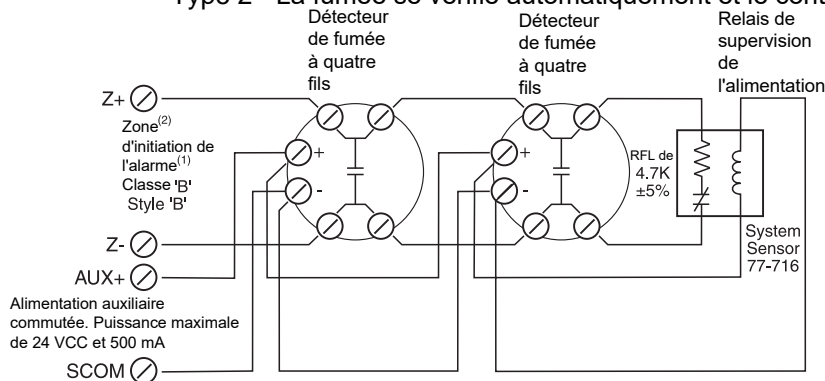 Type 2 - La fumée se vérifie automatiquement et le cont
Détecteur
de fumée
à quatre
fils
Détecteur
de fumée
à quatre
fils
Relais de
supervision
de
l'alimentation
Z+
Zone(2)
d'initiation de
l'alarme(1)
Classe 'B'
Style 'B'
+
-
+
-
RFL de
4.7K
±5%
System
Sensor
77-716
Z-
AUX+
Alimentation auxiliaire
commutée. Puissance maximale
de 24 VCC et 500 mA
SCOM